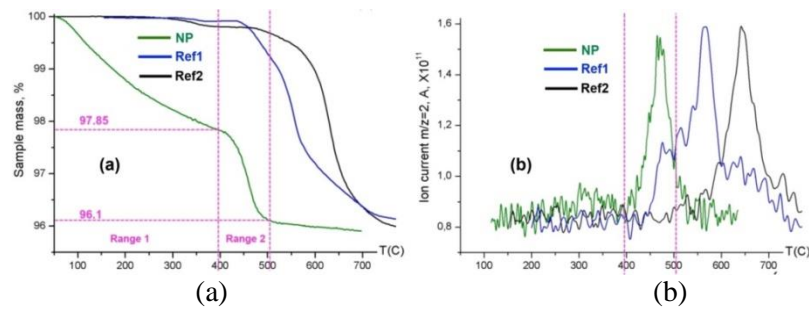 100
99
98
97
96
Sample mass, %
NP
Ref1
Ref2
97.85
(a)
96.1
Range 1
Range 2
T(C)
100
200
300
400
500
600
700
(a)
1,6
1,4
1,2
1,0
0,8
Ion current m/z=2, A, X10¹¹
NP
Ref1
Ref2
(b)
T(C)
100
200
300
400
500
600
700
(b)